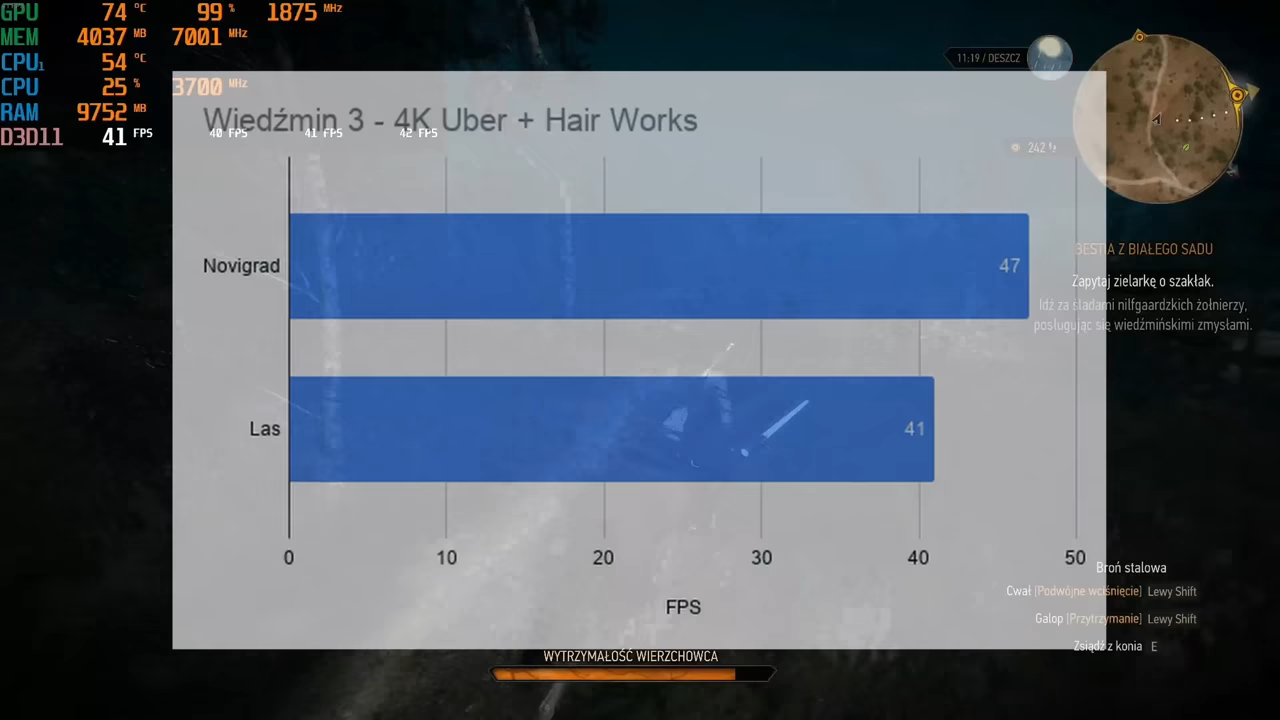 GPU 74 °C 99 % 1875 MHz
MEM 4037 MB 7001 MHz
CPU1 54 °C
CPU 25 % 3700 MHz
RAM 9752 MB
D3D11 41 FPS 40 FPS 41 FPS 42 FPS
11:19 / DESZCZ
Wiedźmin 3 - 4K Uber + Hair Works
242
Novigrad 47
BESTIA Z BIAŁEGO SADU
Zapytaj zielarkę o szakłak.
Idź za śladami nilfgaardzkich żołnierzy,
posługując się wiedźmińskimi zmysłami.
Las 41
0 10 20 30 40 50
FPS
Broń stalowa
Cwał [Podwójne wciśnięcie] Lewy Shift
Galop [Przytrzymanie] Lewy Shift
Zsiądź z konia E
WYTRZYMAŁOŚĆ WIERZCHOWCA